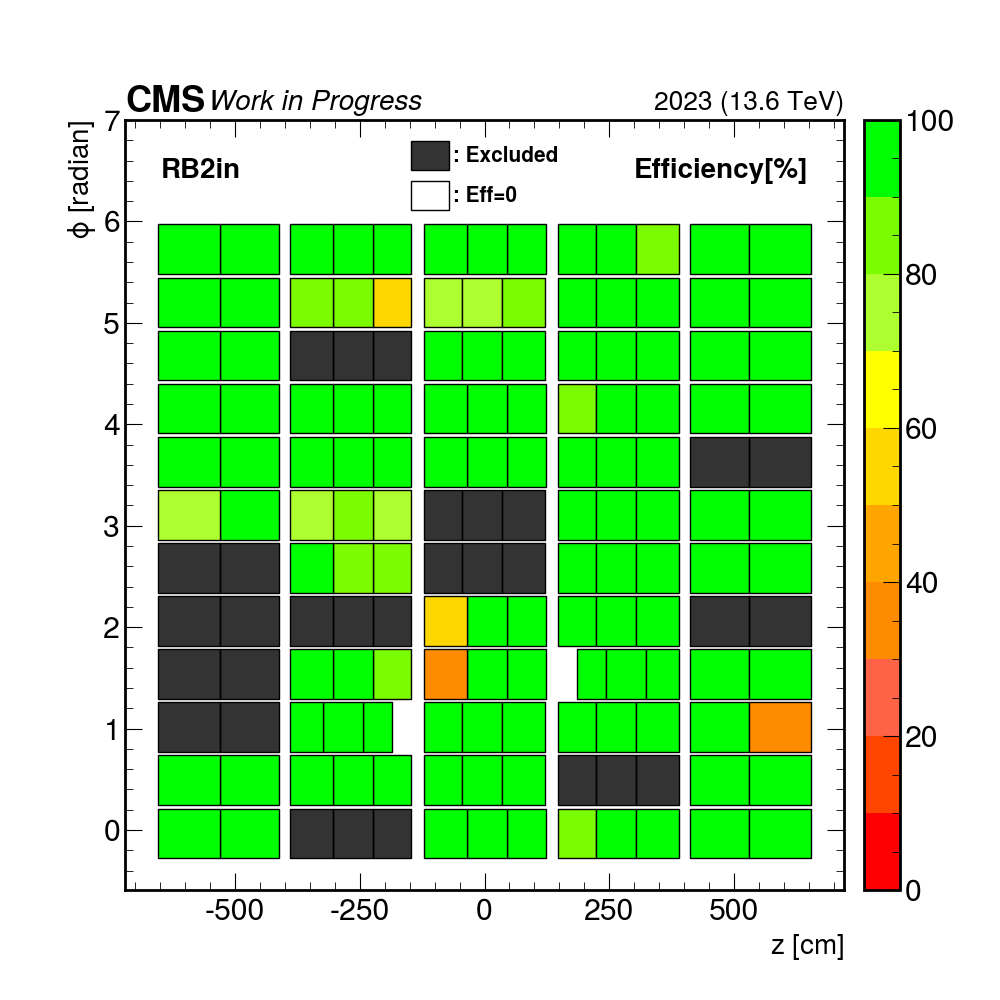 CMS Work in Progress 2023 (13.6 TeV)
RB2in : Excluded Efficiency[%]
: Eff=0
ϕ [radian]
7
6
5
4
3
2
1
0
-500 -250 0 250 500
z [cm]
100
80
60
40
20
0